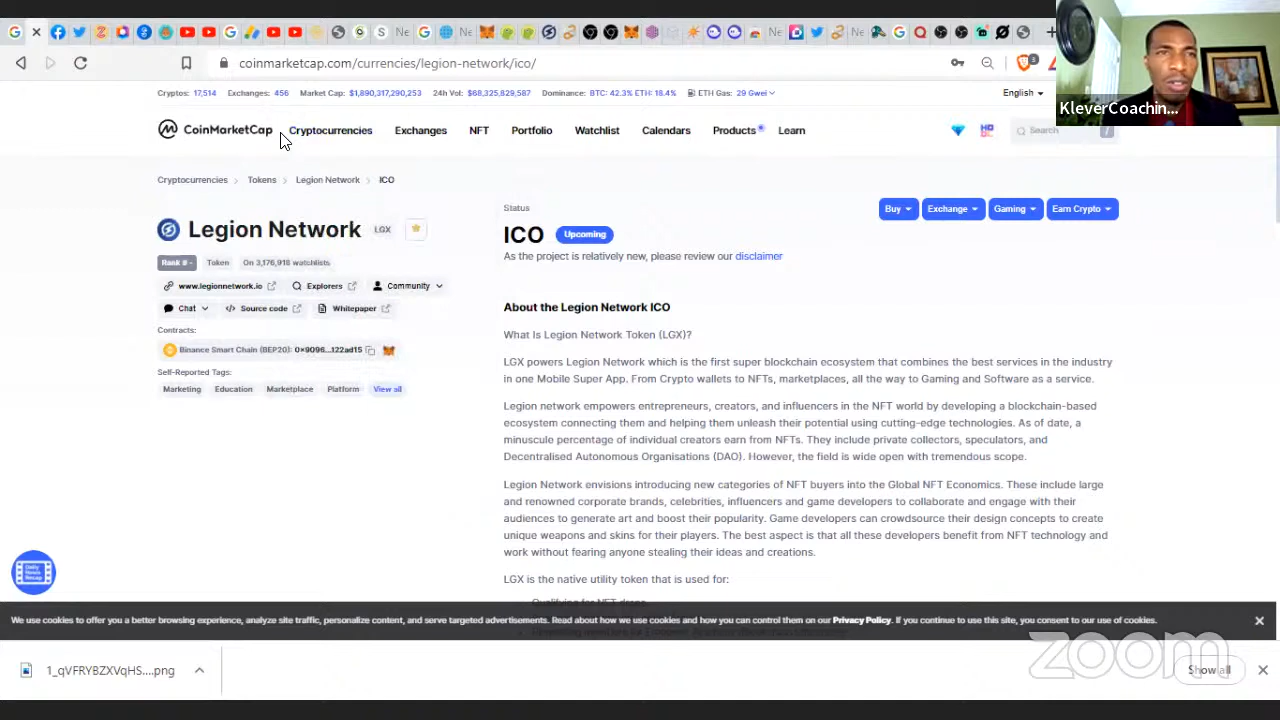 coinmarketcap.com/currencies/legion-network/ico/
KleverCoachin...
Cryptos: 17,514 Exchanges: 456 Market Cap: $1,890,317,290,253 24h Vol: $68,325,829,587 Dominance: BTC: 42.3% ETH: 18.4% ETH Gas: 29 Gwei English
CoinMarketCap Cryptocurrencies Exchanges NFT Portfolio Watchlist Calendars Products Learn Search /
Cryptocurrencies > Tokens > Legion Network > ICO
Status
Buy Exchange Gaming Earn Crypto
Legion Network LGX
ICO Upcoming
As the project is relatively new, please review our disclaimer
Rank # - Token On 3,176,918 watchlists
www.legionnetwork.io Explorers Community
Chat Source code Whitepaper
Contracts:
Binance Smart Chain (BEP20): 0x9096...122ad15
Self-Reported Tags:
Marketing Education Marketplace Platform View all
About the Legion Network ICO
What Is Legion Network Token (LGX)?
LGX powers Legion Network which is the first super blockchain ecosystem that combines the best services in the industry
in one Mobile Super App. From Crypto wallets to NFTs, marketplaces, all the way to Gaming and Software as a service.
Legion network empowers entrepreneurs, creators, and influencers in the NFT world by developing a blockchain-based
ecosystem connecting them and helping them unleash their potential using cutting-edge technologies. As of date, a
minuscule percentage of individual creators earn from NFTs. They include private collectors, speculators, and
Decentralised Autonomous Organisations (DAO). However, the field is wide open with tremendous scope.
Legion Network envisions introducing new categories of NFT buyers into the Global NFT Economics. These include large
and renowned corporate brands, celebrities, influencers and game developers to collaborate and engage with their
audiences to generate art and boost their popularity. Game developers can crowdsource their design concepts to create
unique weapons and skins for their players. The best aspect is that all these developers benefit from NFT technology and
work without fearing anyone stealing their ideas and creations.
LGX is the native utility token that is used for:
Qualifying for NFT drops
Daily News Recap
We use cookies to offer you a better browsing experience, analyze site traffic, personalize content, and serve targeted advertisements. Read about how we use cookies and how you can control them on our Privacy Policy. If you continue to use this site, you consent to our use of cookies.
1_qVFRYBZXVqHS....png
Show all
zoom